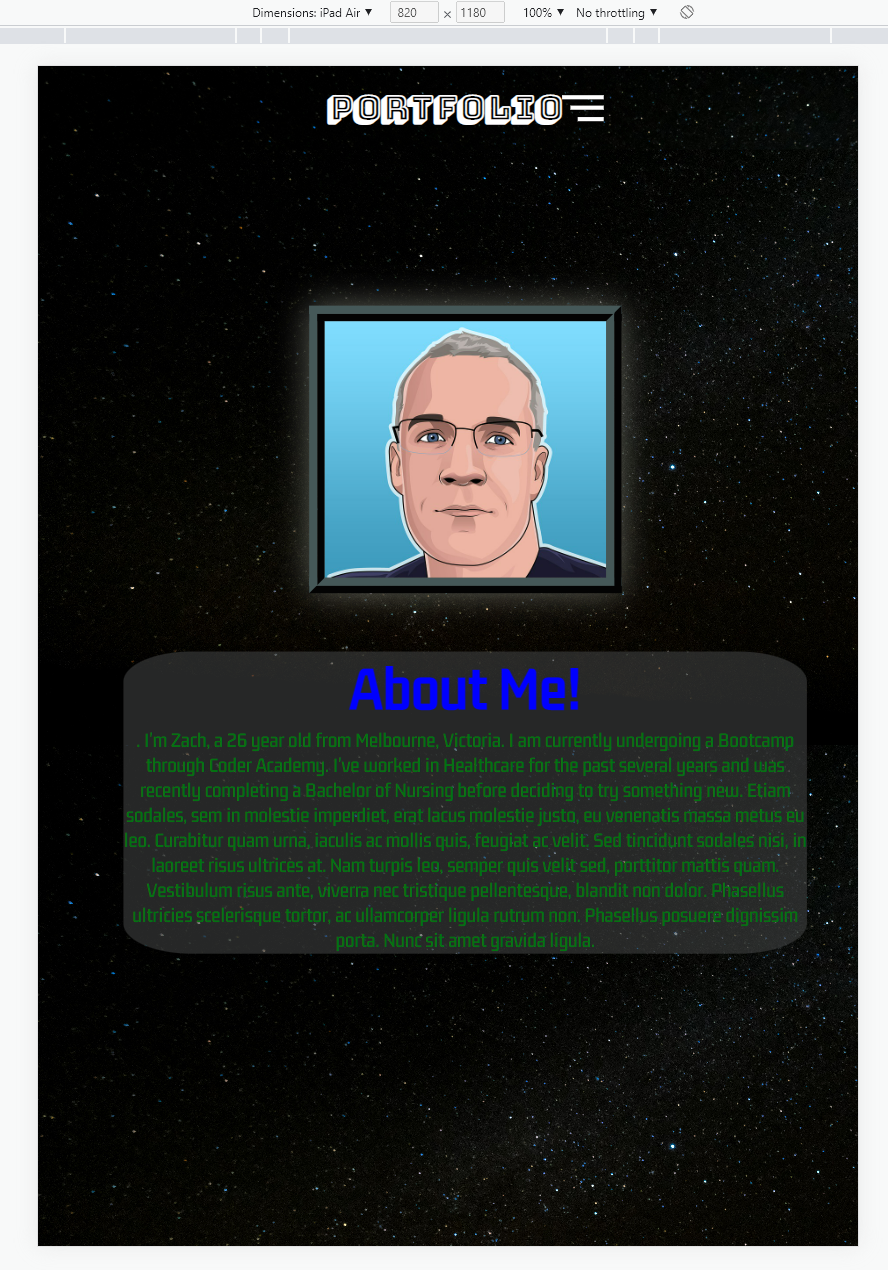 Dimensions: iPad Air ▼ 820 × 1180 100% ▼ No throttling ▼
PORTFOLIO
About Me!
. I'm Zach, a 26 year old from Melbourne, Victoria. I am currently undergoing a Bootcamp
through Coder Academy. I've worked in Healthcare for the past several years and was
recently completing a Bachelor of Nursing before deciding to try something new. Etiam
sodales, sem in molestie imperdiet, erat lacus molestie justo, eu venenatis massa metus eu
leo. Curabitur quam urna, iaculis ac mollis quis, feugiat ac velit. Sed tincidunt sodales nisi, in
laoreet risus ultrices at. Nam turpis leo, semper quis velit sed, porttitor mattis quam.
Vestibulum risus ante, viverra nec tristique pellentesque, blandit non dolor. Phasellus
ultricies scelerisque tortor, ac ullamcorper ligula rutrum non. Phasellus posuere dignissim
porta. Nunc sit amet gravida ligula.